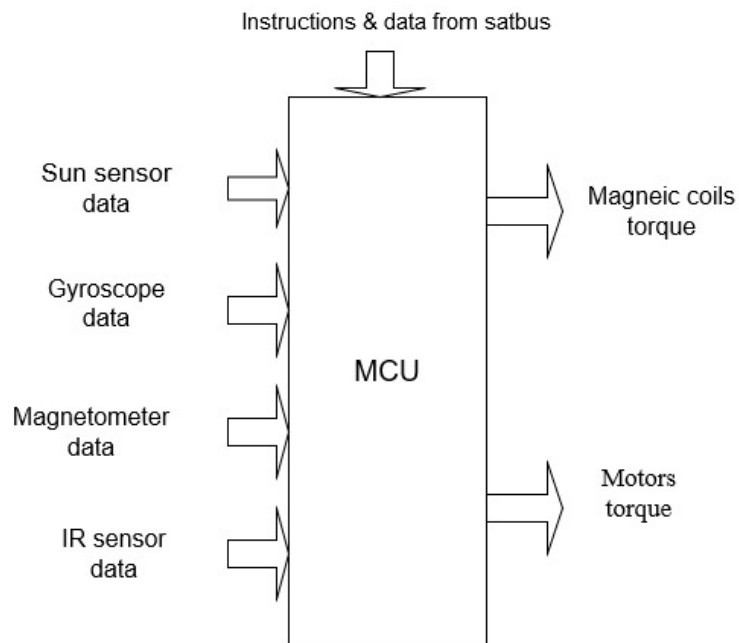 Instructions & data from satbus
Sun sensor
data
Gyroscope
data
Magnetometer
data
IR sensor
data
MCU
Magneic coils
torque
Motors
torque